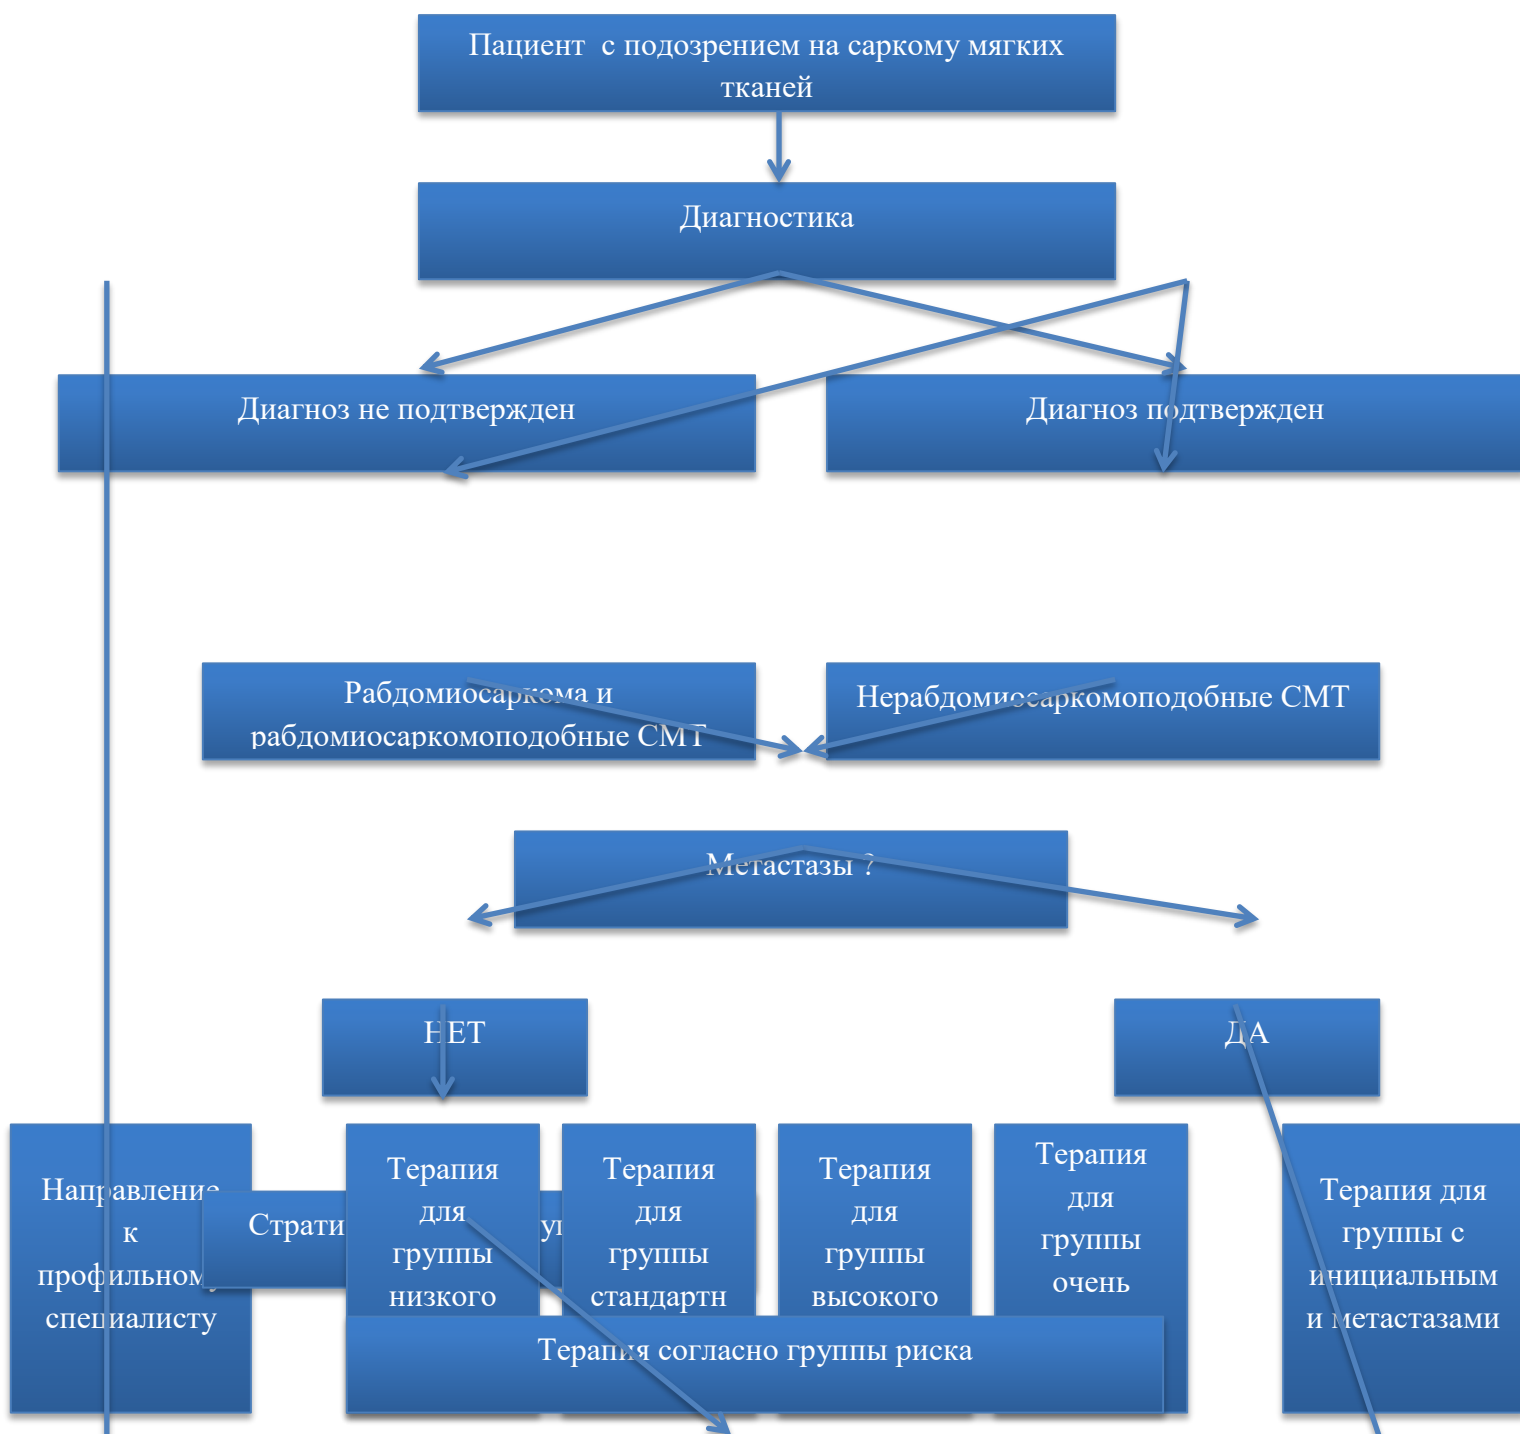 Пациент с подозрением на саркому мягких
тканей
Диагностика
Диагноз не подтвержден
Диагноз подтвержден
Рабдомиосаркома и
рабдомиосаркомоподобные СМТ
Нерабдомиосаркомоподобные СМТ
Метастазы ?
НЕТ
ДА
Направление
к
профильному
специалисту
Страти
Терапия
для
группы
низкого
Терапия
для
группы
стандартн
Терапия
для
группы
высокого
Терапия
для
группы
очень
Терапия для
группы с
инициальным
и метастазами
Терапия согласно группы риска